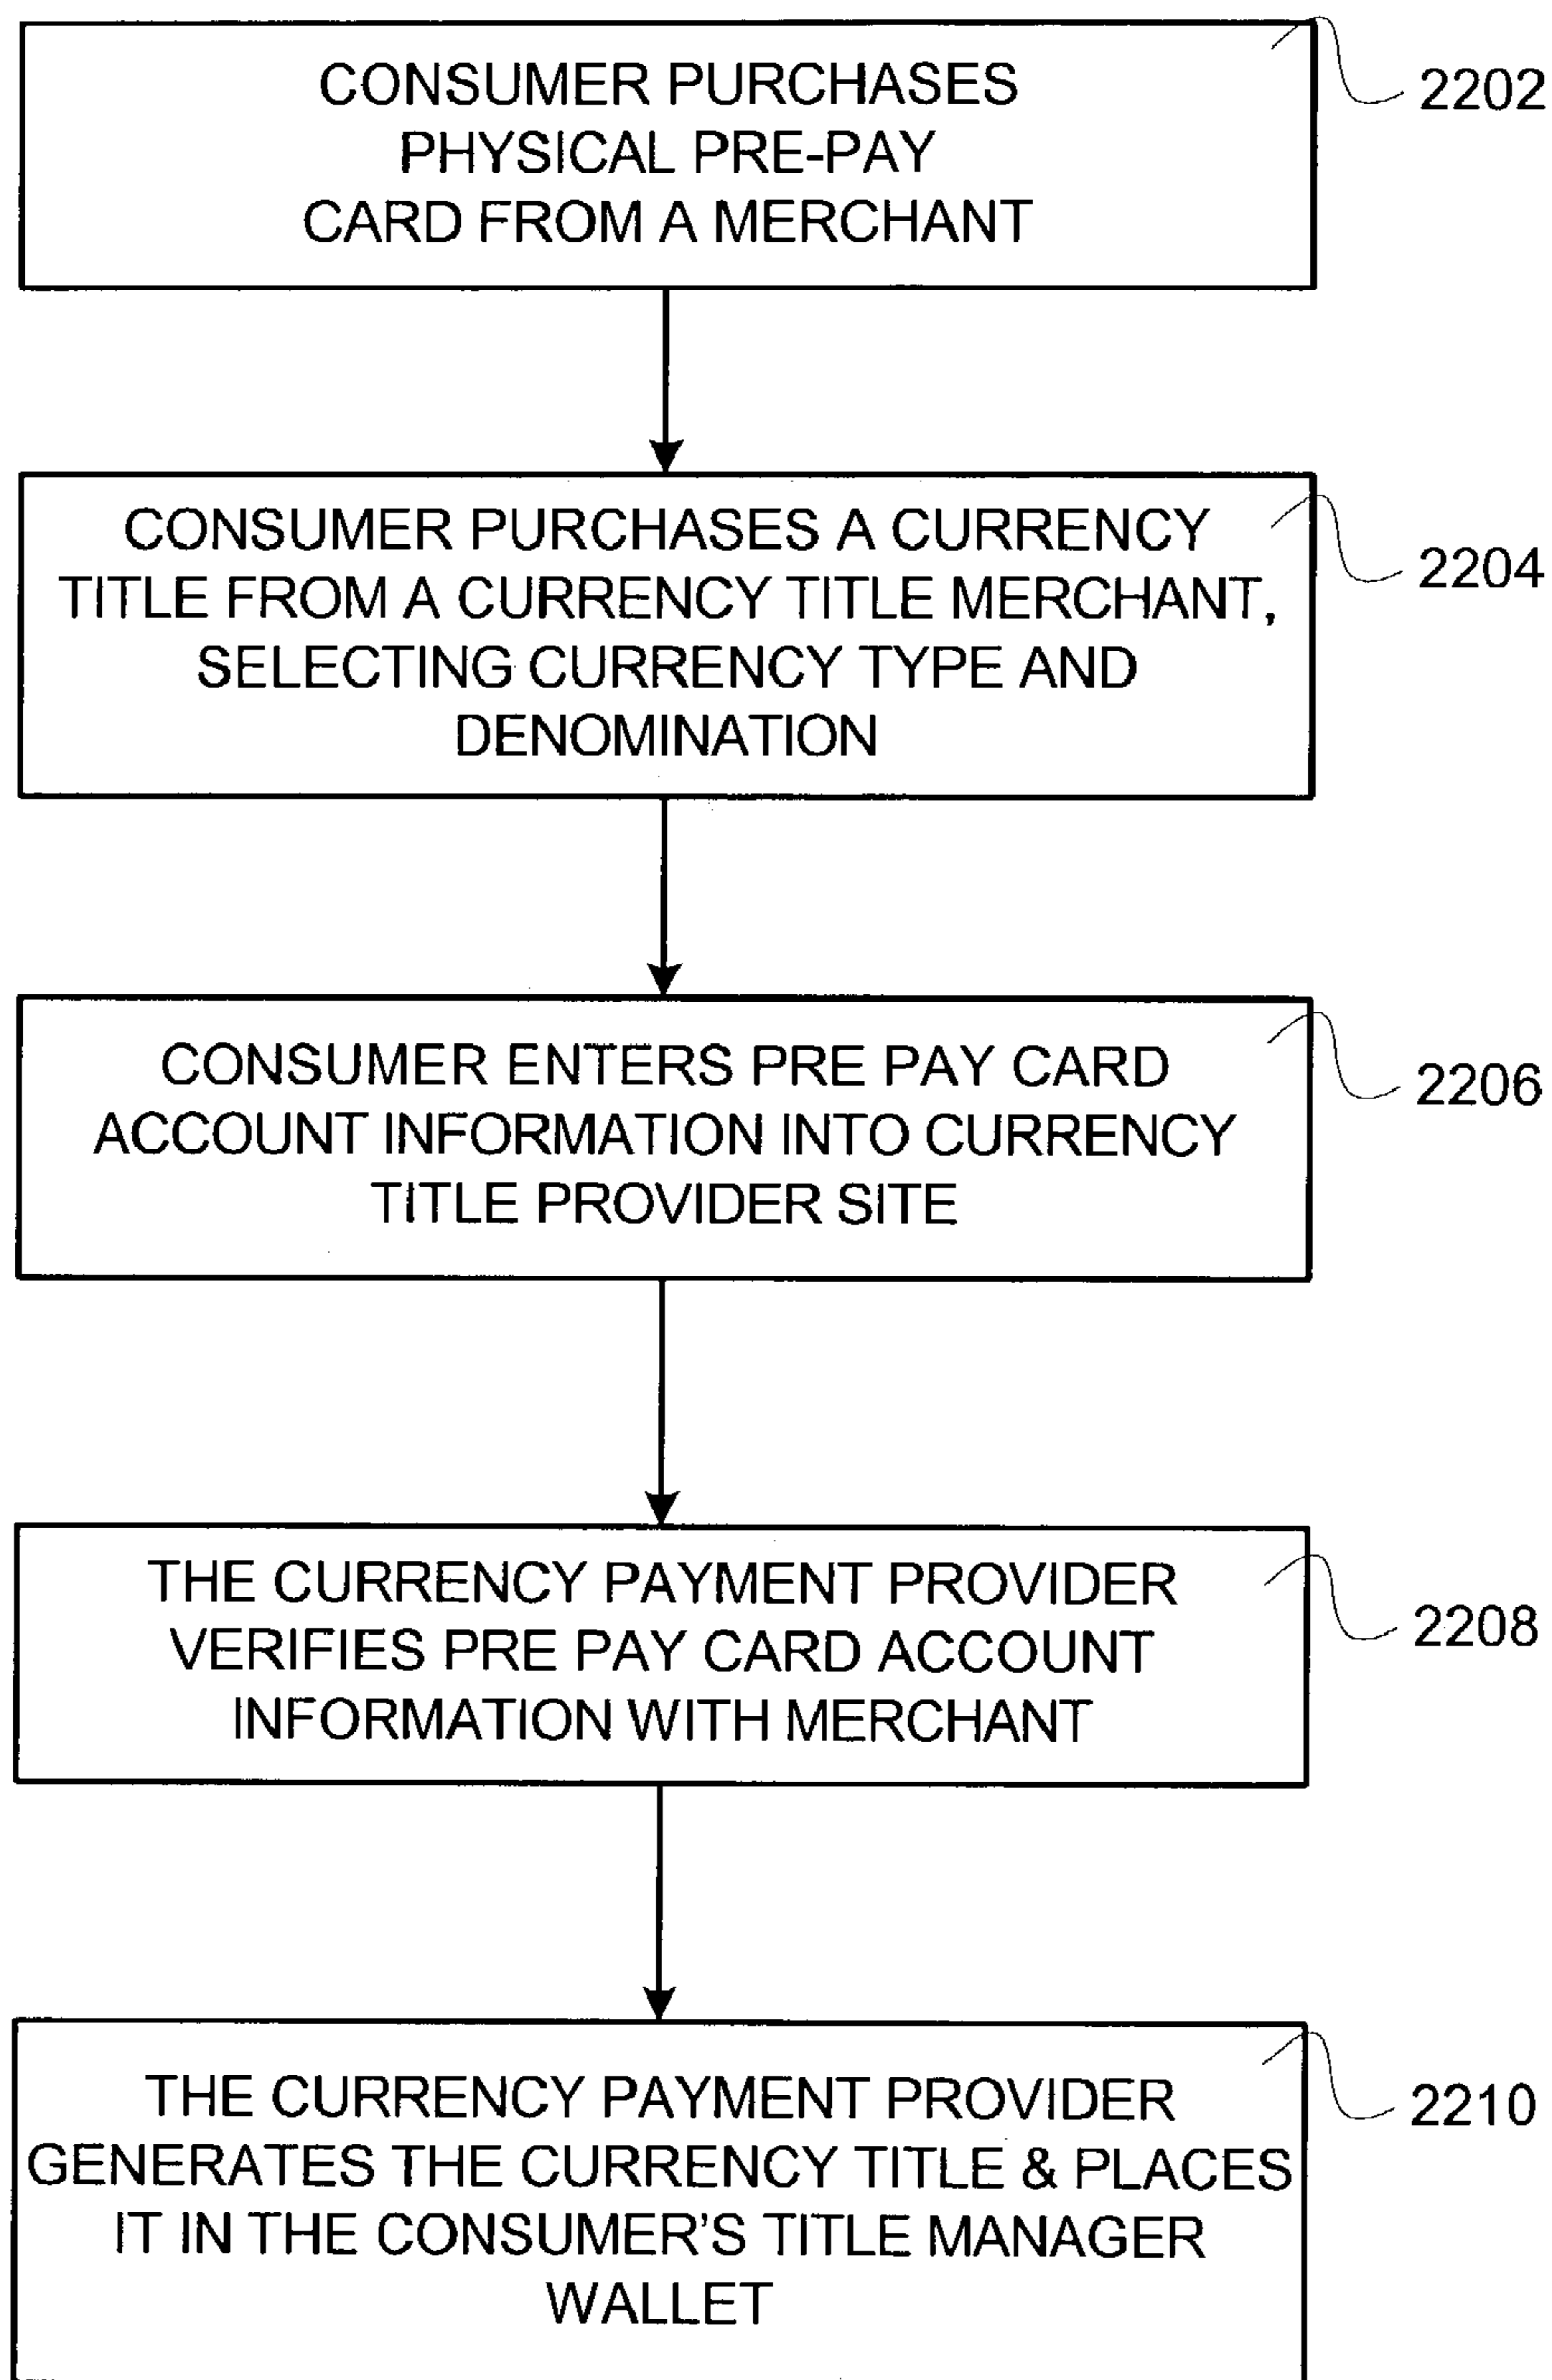 CONSUMER PURCHASES
PHYSICAL PRE-PAY
CARD FROM A MERCHANT
2202
CONSUMER PURCHASES A CURRENCY
TITLE FROM A CURRENCY TITLE MERCHANT,
SELECTING CURRENCY TYPE AND
DENOMINATION
2204
CONSUMER ENTERS PRE PAY CARD
ACCOUNT INFORMATION INTO CURRENCY
TITLE PROVIDER SITE
2206
THE CURRENCY PAYMENT PROVIDER
VERIFIES PRE PAY CARD ACCOUNT
INFORMATION WITH MERCHANT
2208
THE CURRENCY PAYMENT PROVIDER
GENERATES THE CURRENCY TITLE & PLACES
IT IN THE CONSUMER'S TITLE MANAGER
WALLET
2210